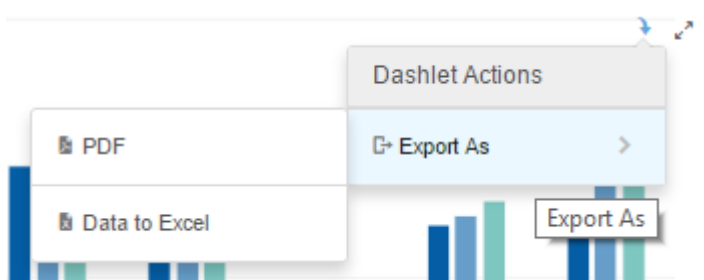 Dashlet Actions
PDF
Export As
Data to Excel
Export As